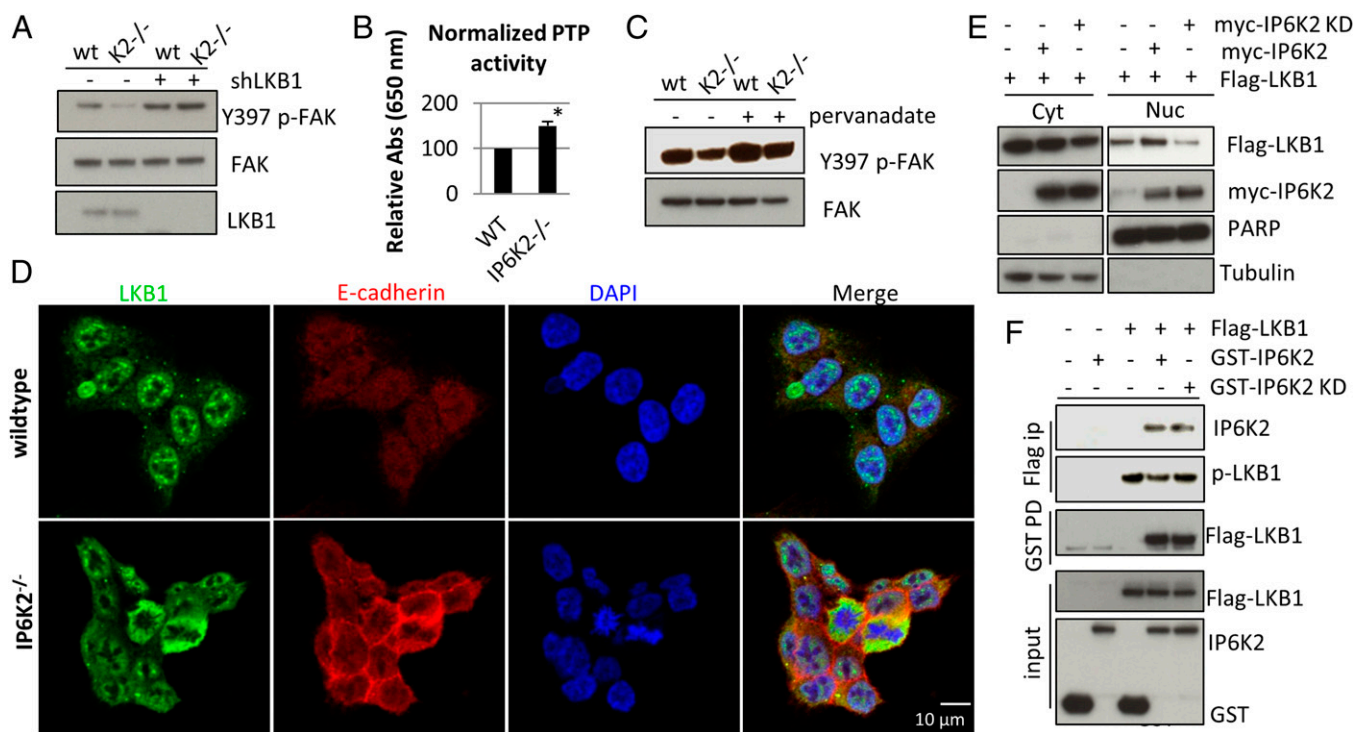 A
wt K2-/- wt K2-/-
- - + + shLKB1
Y397 p-FAK
FAK
LKB1
B
Normalized PTP
activity
Relative Abs (650 nm)
200
100
0
*
WT
IP6K2-/-
C
wt K2-/- wt K2-/-
- - + + pervanadate
Y397 p-FAK
FAK
D
LKB1 E-cadherin DAPI Merge
wildtype
IP6K2-/-
10 µm
E
- - + - - + myc-IP6K2 KD
- + - - + - myc-IP6K2
+ + + + + + Flag-LKB1
Cyt Nuc
Flag-LKB1
myc-IP6K2
PARP
Tubulin
F
- - + + + Flag-LKB1
- + - + - GST-IP6K2
- - - - + GST-IP6K2 KD
Flag ip
IP6K2
p-LKB1
GST PD
Flag-LKB1
input
Flag-LKB1
IP6K2
GST